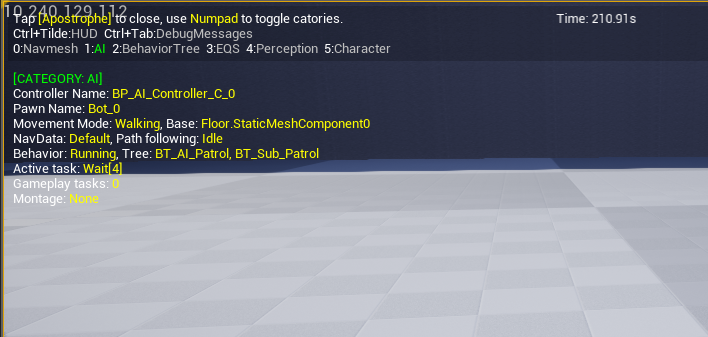 10.240.129.112
Tap [Apostrophe] to close, use Numpad to toggle catories.
Time: 210.91s
Ctrl+Tilde:HUD Ctrl+Tab:DebugMessages
0:Navmesh 1:AI 2:BehaviorTree 3:EQS 4:Perception 5:Character
[CATEGORY: AI]
Controller Name: BP_AI_Controller_C_0
Pawn Name: Bot_0
Movement Mode: Walking, Base: Floor.StaticMeshComponent0
NavData: Default, Path following: Idle
Behavior: Running, Tree: BT_AI_Patrol, BT_Sub_Patrol
Active task: Wait[4]
Gameplay tasks: 0
Montage: None